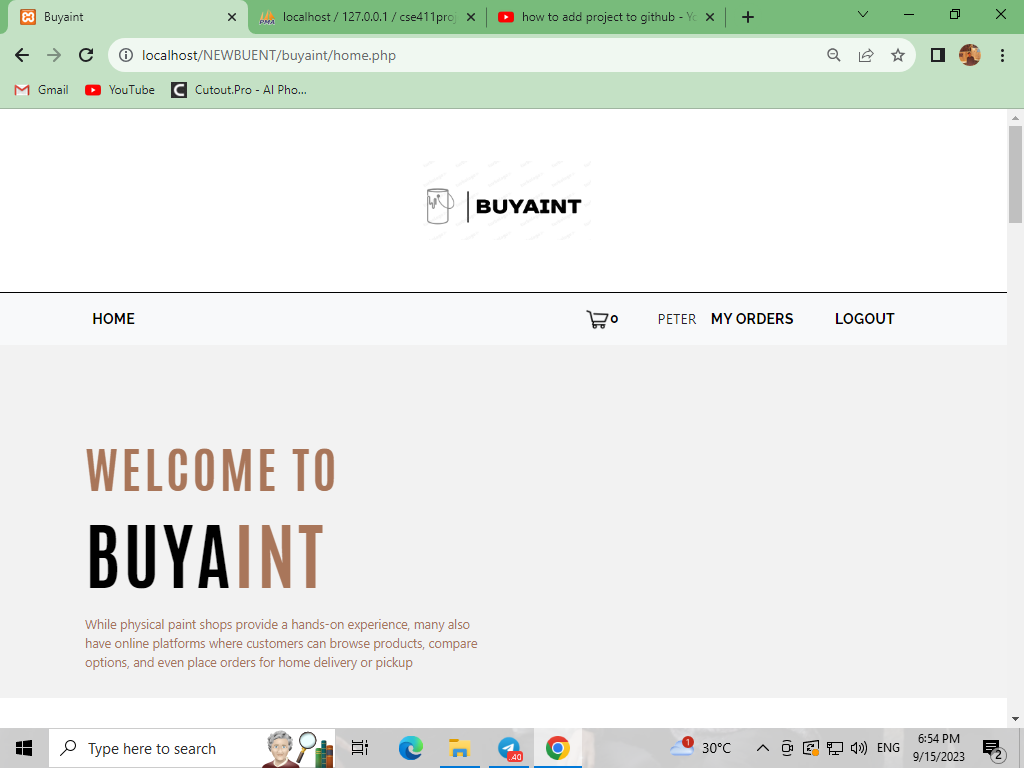 Buyaint
localhost / 127.0.0.1 / cse411proj
how to add project to github - Yo
localhost/NEWBUENT/buyaint/home.php
Gmail
YouTube
Cutout.Pro - AI Pho...
BUYAINT
HOME
0
PETER
MY ORDERS
LOGOUT
WELCOME TO
BUYAINT
While physical paint shops provide a hands-on experience, many also
have online platforms where customers can browse products, compare
options, and even place orders for home delivery or pickup
Type here to search
.40
1
30°C
ENG
6:54 PM
9/15/2023
2